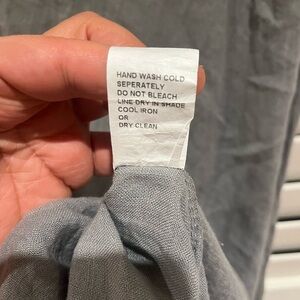 HAND WASH COLD
SEPERATELY
DO NOT BLEACH
LINE DRY IN SHADE
COOL IRON
OR
DRY CLEAN